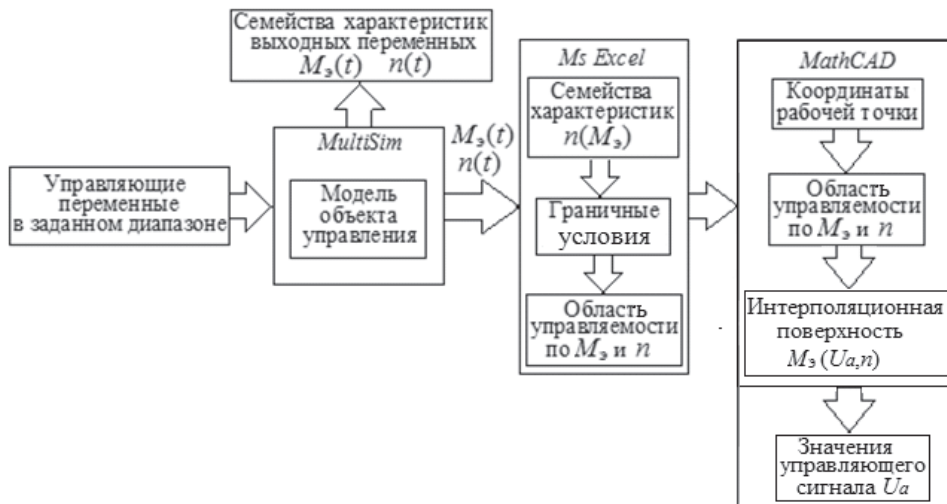 Семейства характеристик
выходных переменных
Mэ(t) n(t)
MultiSim
Модель
объекта
управления
Управляющие
переменные
в заданном диапазоне
Mэ(t)
n(t)
Ms Excel
Семейства
характеристик
n(Mэ)
Граничные
условия
Область
управляемости
по Mэ и n
MathCAD
Координаты
рабочей точки
Область
управляемости
по Mэ и n
Интерполяционная
поверхность
Mэ (Ua,n)
Значения
управляющего
сигнала Ua